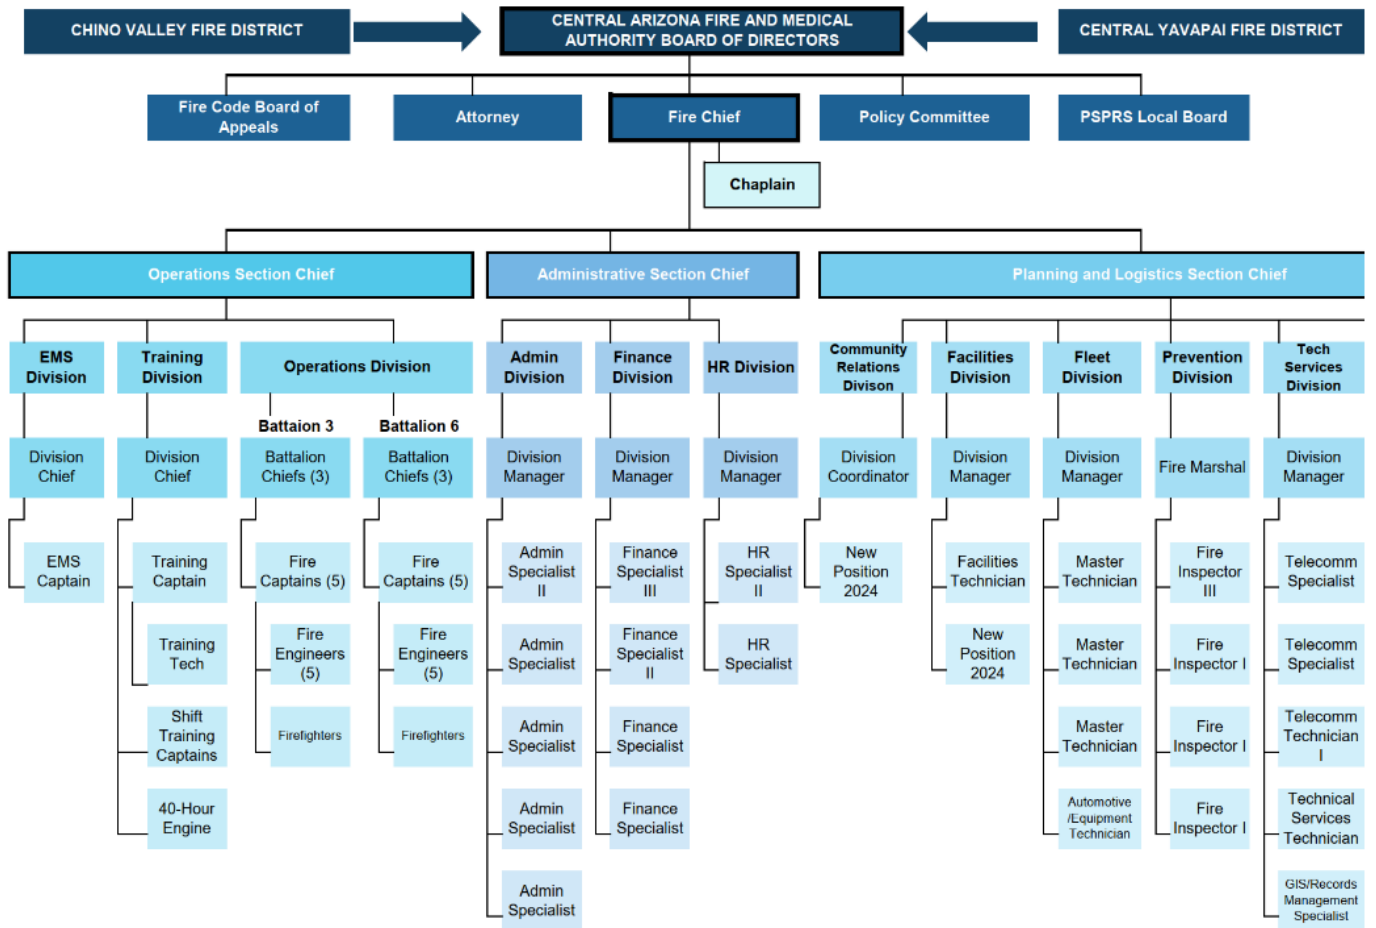 CHINO VALLEY FIRE DISTRICT
CENTRAL ARIZONA FIRE AND MEDICAL
AUTHORITY BOARD OF DIRECTORS
CENTRAL YAVAPAI FIRE DISTRICT
Fire Code Board of
Appeals
Attorney
Fire Chief
Policy Committee
PSPRS Local Board
Chaplain
Operations Section Chief
Administrative Section Chief
Planning and Logistics Section Chief
EMS
Division
Training
Division
Operations Division
Admin
Division
Finance
Division
HR Division
Community
Relations
Divison
Facilities
Division
Fleet
Division
Prevention
Division
Tech
Services
Division
Battaion 3
Battalion 6
Division
Chief
Division
Chief
Battalion
Chiefs (3)
Battalion
Chiefs (3)
Division
Manager
Division
Manager
Division
Manager
Division
Coordinator
Division
Manager
Division
Manager
Fire Marshal
Division
Manager
EMS
Captain
Training
Captain
Fire
Captains (5)
Fire
Captains (5)
Admin
Specialist
II
Finance
Specialist
III
HR
Specialist
II
New
Position
2024
Facilities
Technician
Master
Technician
Fire
Inspector
III
Telecomm
Specialist
Training
Tech
Fire
Engineers
(5)
Fire
Engineers
(5)
Admin
Specialist
Finance
Specialist
II
HR
Specialist
New
Position
2024
Master
Technician
Fire
Inspector I
Telecomm
Specialist
Shift
Training
Captains
Firefighters
Firefighters
Admin
Specialist
Finance
Specialist
Master
Technician
Fire
Inspector I
Telecomm
Technician
I
40-Hour
Engine
Admin
Specialist
Finance
Specialist
Automotive
/Equipment
Technician
Fire
Inspector I
Technical
Services
Technician
Admin
Specialist
GIS/Records
Management
Specialist